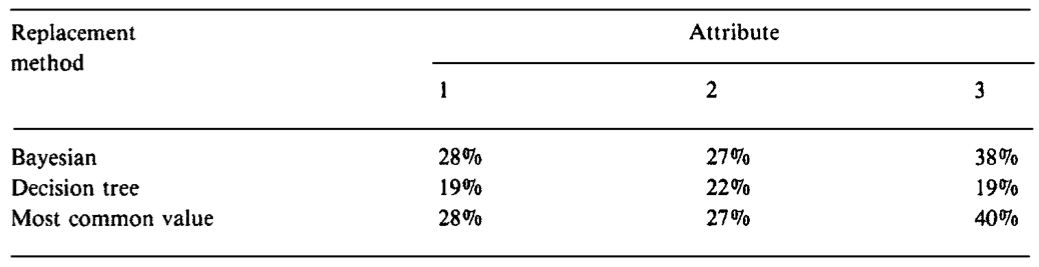 Replacement Attribute
method
1 2 3
Bayesian 28% 27% 38%
Decision tree 19% 22% 19%
Most common value 28% 27% 40%